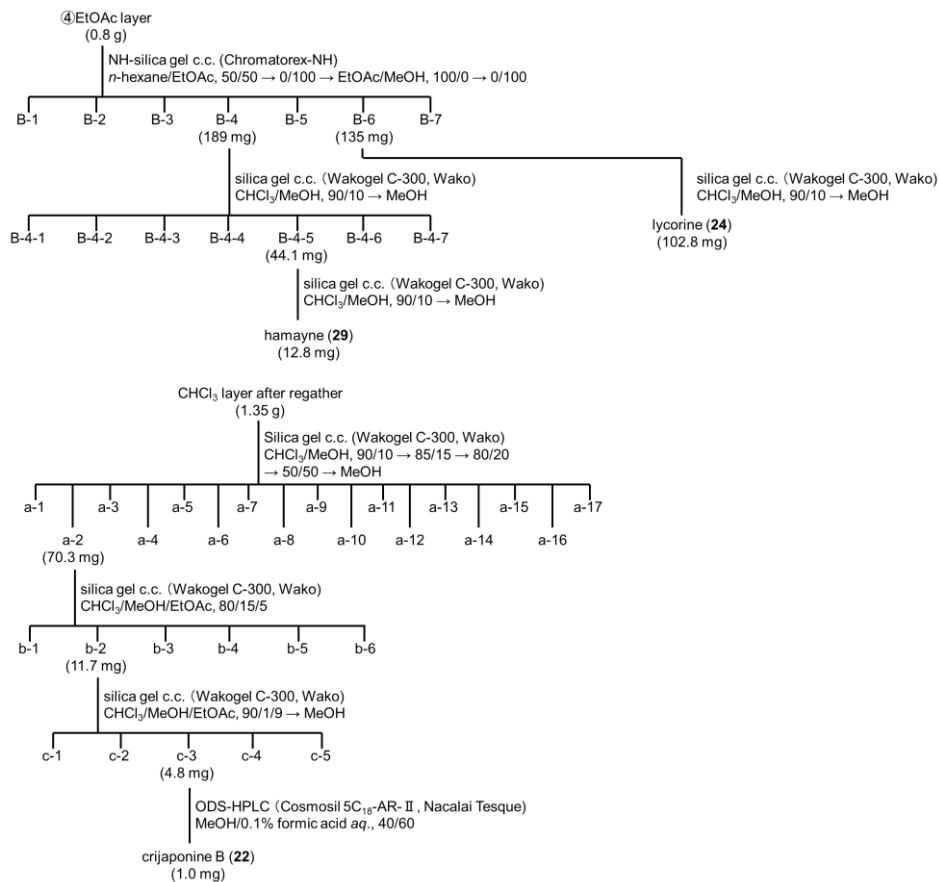 ④EtOAc layer
(0.8 g)
NH-silica gel c.c. (Chromatorex-NH)
n-hexane/EtOAc, 50/50 → 0/100 → EtOAc/MeOH, 100/0 → 0/100
B-1 B-2 B-3 B-4 B-5 B-6 B-7
(189 mg) (135 mg)
silica gel c.c. (Wakogel C-300, Wako)
CHCl₃/MeOH, 90/10 → MeOH
silica gel c.c. (Wakogel C-300, Wako)
CHCl₃/MeOH, 90/10 → MeOH
B-4-1 B-4-2 B-4-3 B-4-4 B-4-5 B-4-6 B-4-7
(44.1 mg)
lycorine (24)
(102.8 mg)
silica gel c.c. (Wakogel C-300, Wako)
CHCl₃/MeOH, 90/10 → MeOH
hamayne (29)
(12.8 mg)
CHCl₃ layer after regather
(1.35 g)
Silica gel c.c. (Wakogel C-300, Wako)
CHCl₃/MeOH, 90/10 → 85/15 → 80/20
→ 50/50 → MeOH
a-1 a-3 a-5 a-7 a-9 a-11 a-13 a-15 a-17
a-2 a-4 a-6 a-8 a-10 a-12 a-14 a-16
(70.3 mg)
silica gel c.c. (Wakogel C-300, Wako)
CHCl₃/MeOH/EtOAc, 80/15/5
b-1 b-2 b-3 b-4 b-5 b-6
(11.7 mg)
silica gel c.c. (Wakogel C-300, Wako)
CHCl₃/MeOH/EtOAc, 90/1/9 → MeOH
c-1 c-2 c-3 c-4 c-5
(4.8 mg)
ODS-HPLC (Cosmosil 5C₁₈-AR-Ⅱ, Nacalai Tesque)
MeOH/0.1% formic acid aq., 40/60
crijaponine B (22)
(1.0 mg)